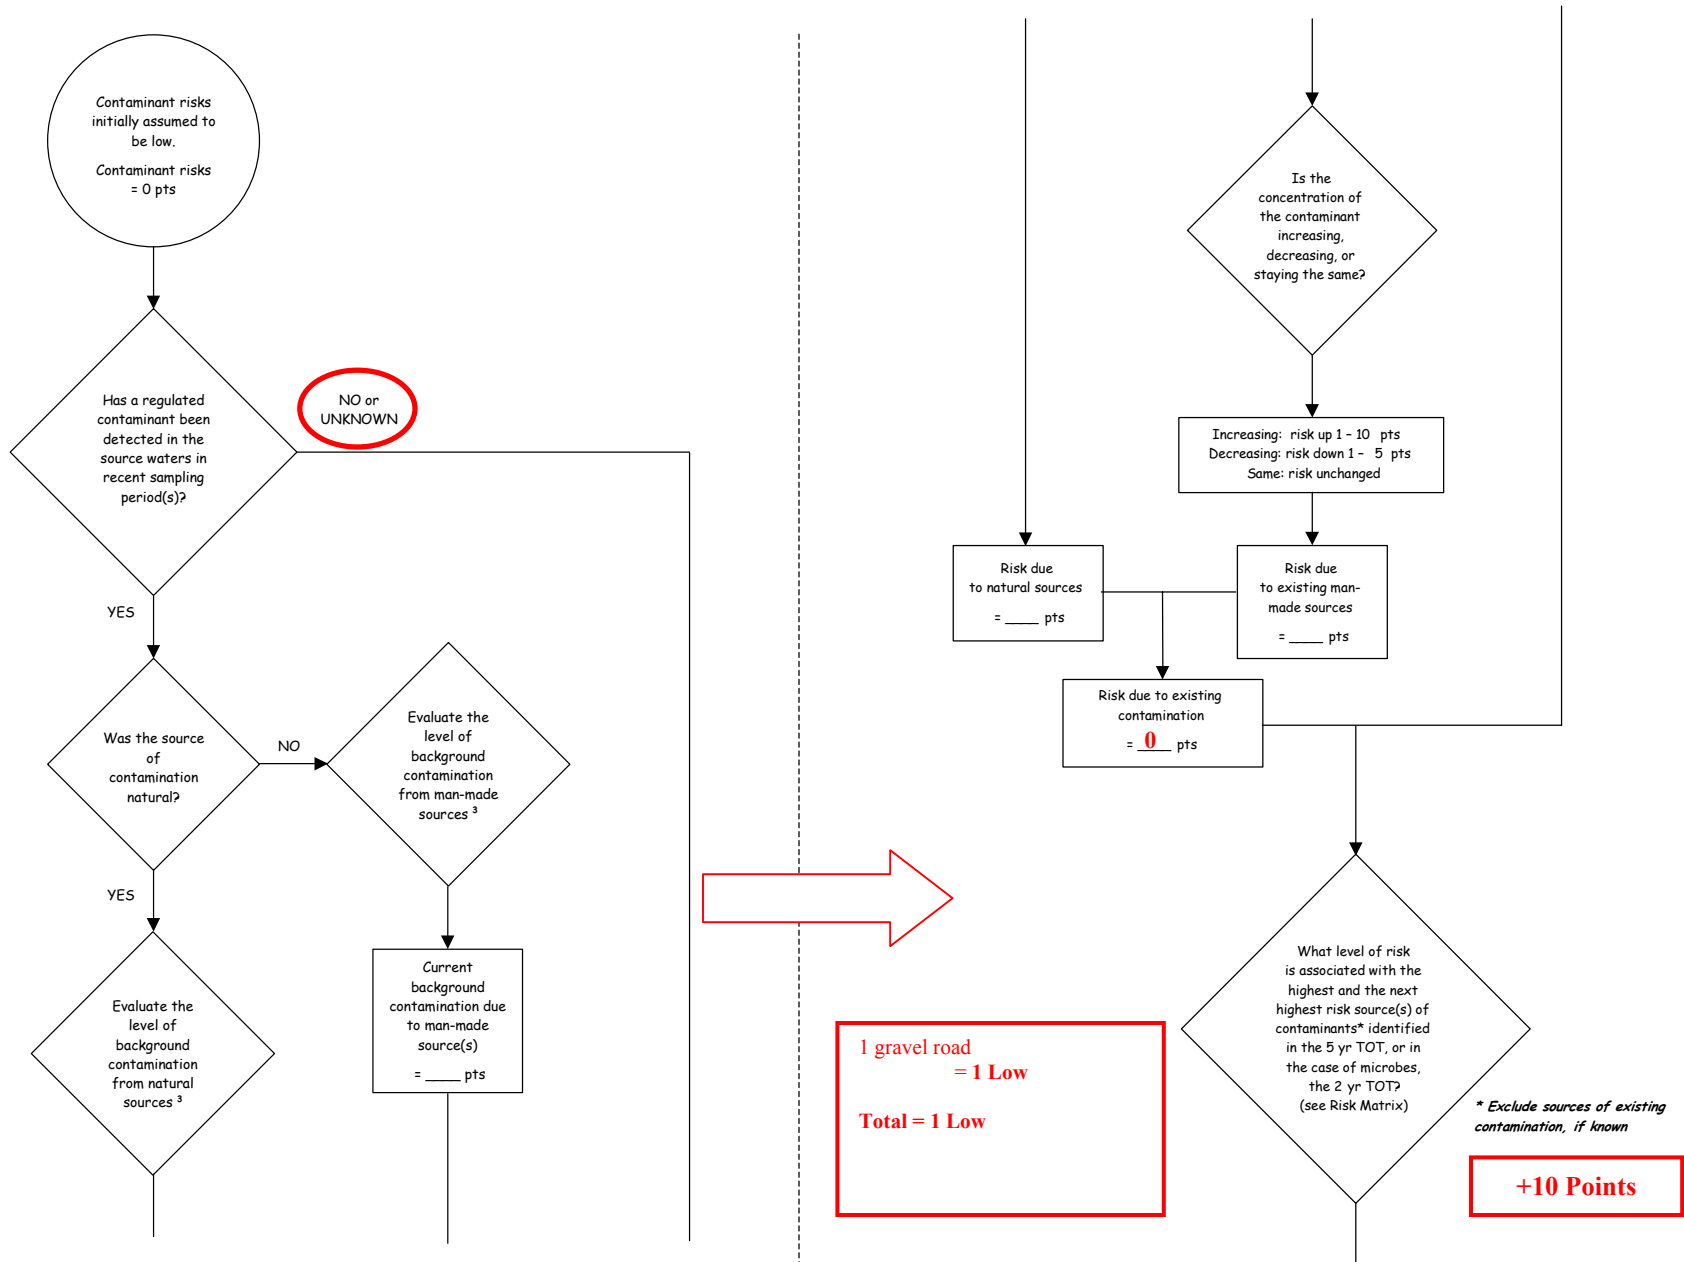 Contaminant risks
initially assumed to
be low.
Contaminant risks
= 0 pts
Has a regulated
contaminant been
detected in the
source waters in
recent sampling
period(s)?
NO or
UNKNOWN
YES
Was the source
of
contamination
natural?
NO
Evaluate the
level of
background
contamination
from man-made
sources ³
YES
Evaluate the
level of
background
contamination
from natural
sources ³
Current
background
contamination due
to man-made
source(s)
= ____ pts
Is the
concentration of
the contaminant
increasing,
decreasing, or
staying the same?
Increasing: risk up 1 – 10 pts
Decreasing: risk down 1 – 5 pts
Same: risk unchanged
Risk due
to natural sources
= ____ pts
Risk due
to existing man-
made sources
= ____ pts
Risk due to existing
contamination
= _0_ pts
What level of risk
is associated with the
highest and the next
highest risk source(s) of
contaminants* identified
in the 5 yr TOT, or in
the case of microbes,
the 2 yr TOT?
(see Risk Matrix)
* Exclude sources of existing
contamination, if known
1 gravel road
= 1 Low
Total = 1 Low
+10 Points